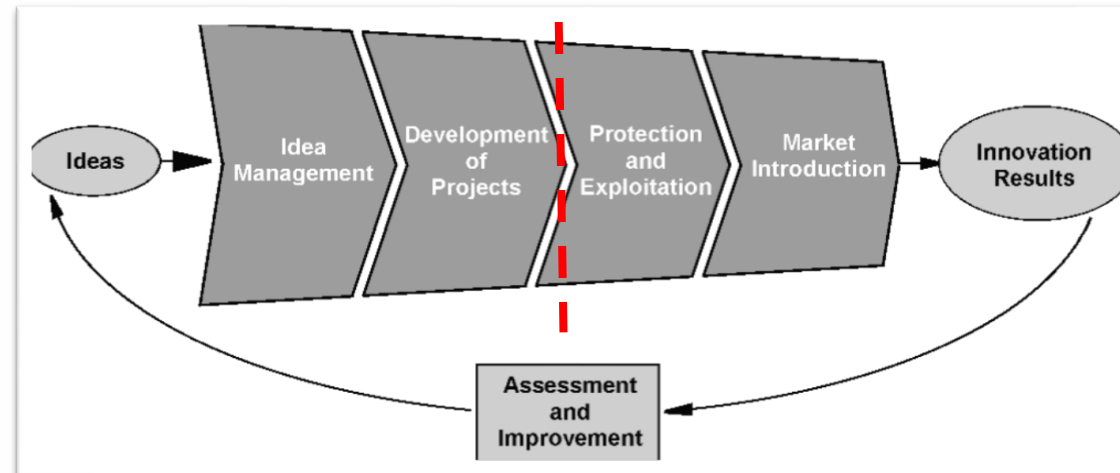 Ideas
Idea
Management
Development
of
Projects
Protection
and
Exploitation
Market
Introduction
Innovation
Results
Assessment
and
Improvement